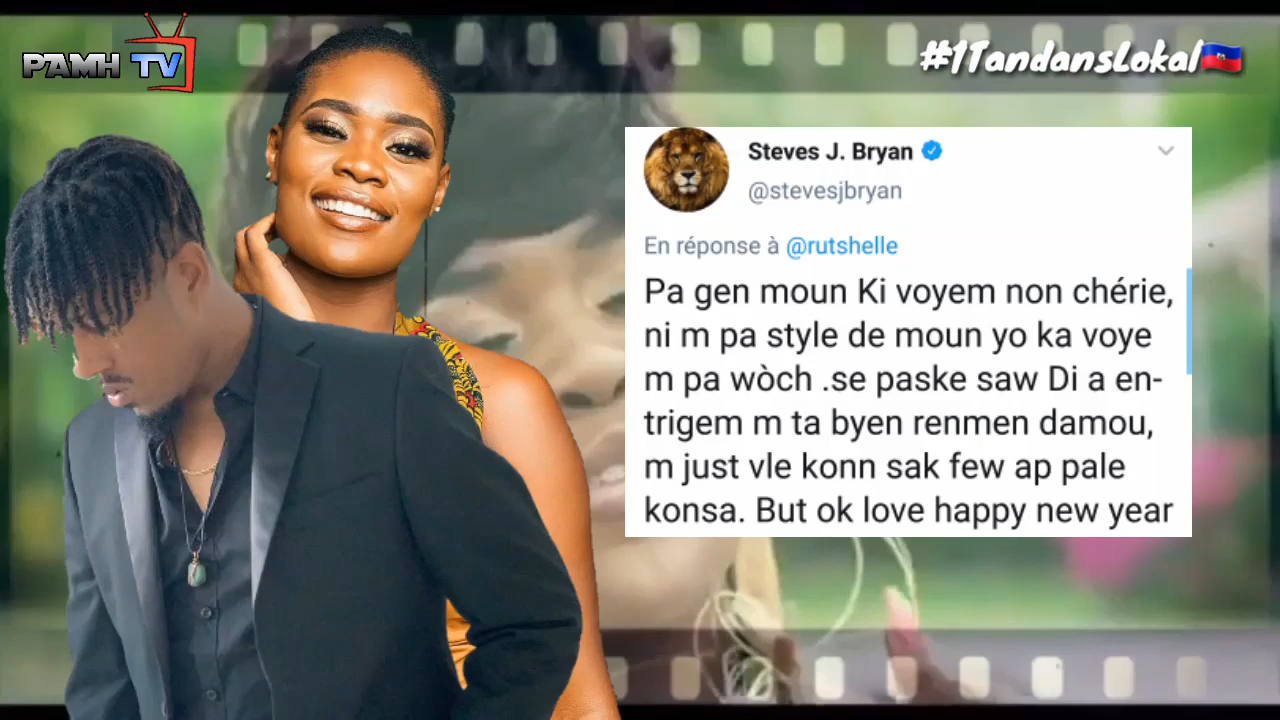 PAMH TV
#1TandansLokal🇭🇹
Steves J. Bryan
@stevesjbryan
En réponse à @rutshelle
Pa gen moun Ki voyem non chérie,
ni m pa style de moun yo ka voye
m pa wòch .se paske saw Di a en-
trigem m ta byen renmen damou,
m just vle konn sak few ap pale
konsa. But ok love happy new year